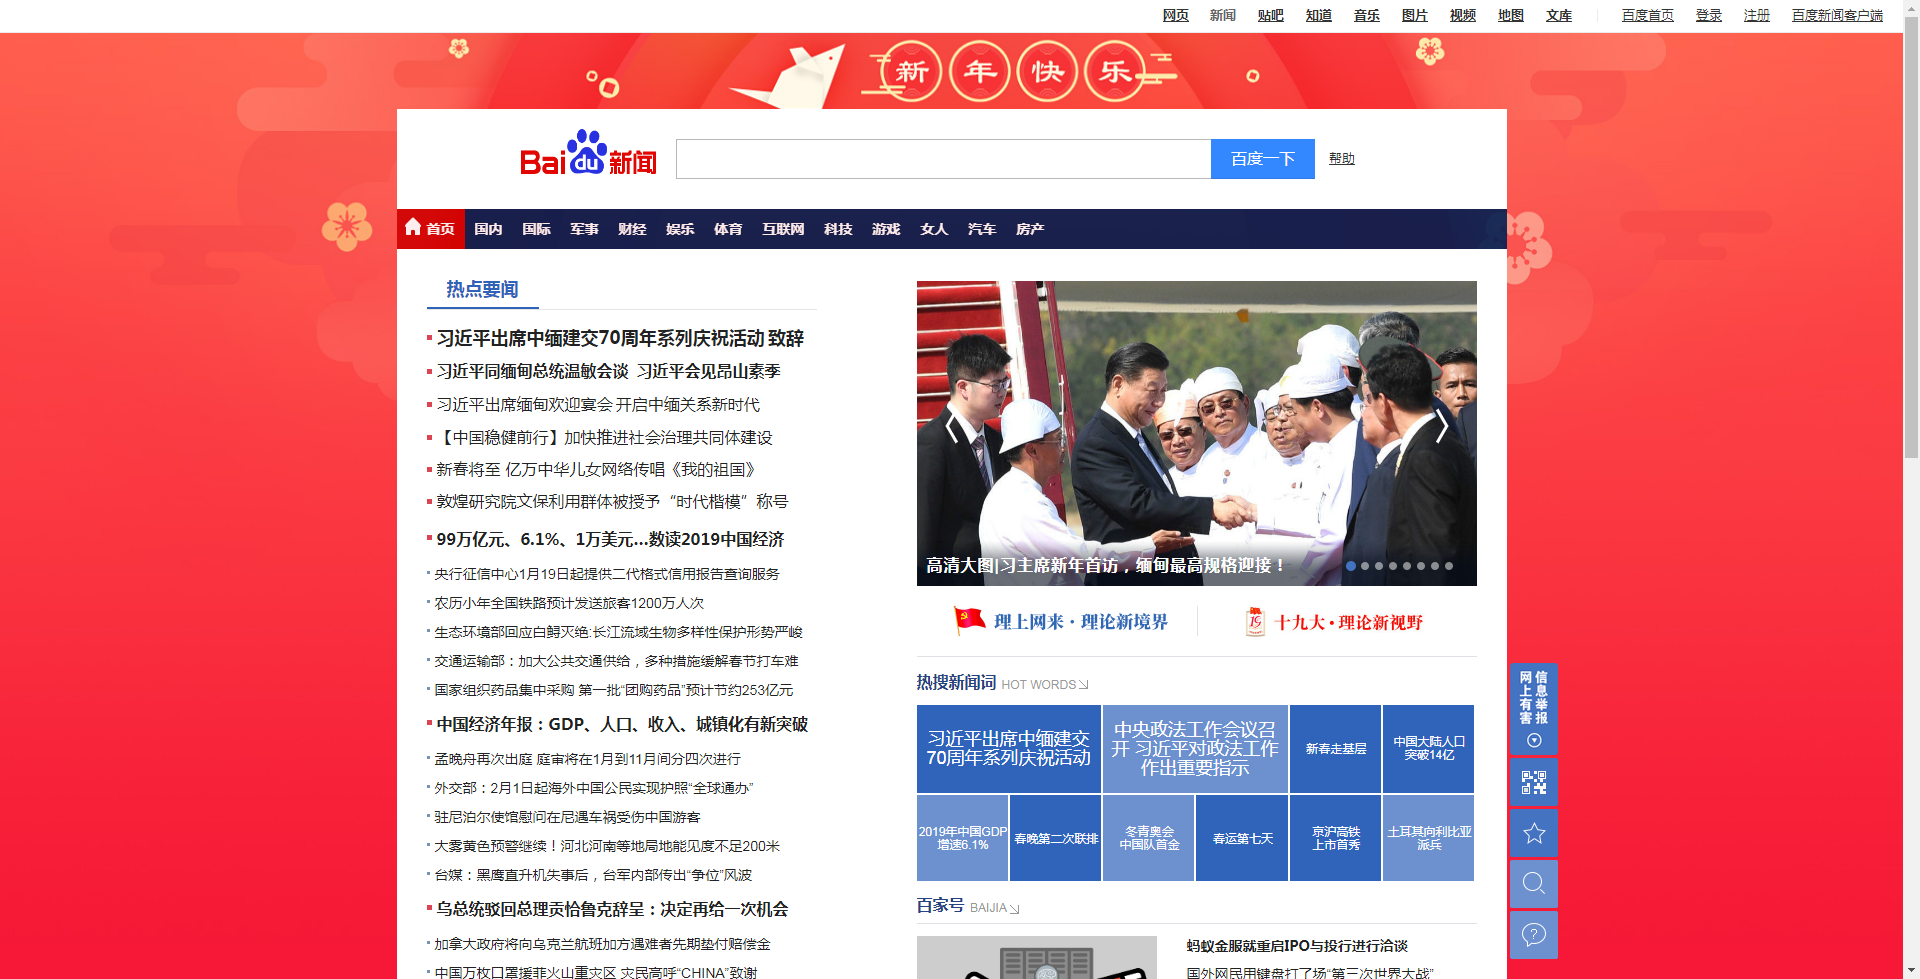 网页 新闻 贴吧 知道 音乐 图片 视频 地图 文库 百度首页 登录 注册 百度新闻客户端
新年快乐
Bai du 新闻
百度一下 帮助
首页 国内 国际 军事 财经 娱乐 体育 互联网 科技 游戏 女人 汽车 房产
热点要闻
习近平出席中缅建交70周年系列庆祝活动 致辞
习近平同缅甸总统温敏会谈 习近平会见昂山素季
习近平出席缅甸欢迎宴会 开启中缅关系新时代
【中国稳健前行】加快推进社会治理共同体建设
新春将至 亿万中华儿女网络传唱《我的祖国》
敦煌研究院文保利用群体被授予“时代楷模”称号
99万亿元、6.1%、1万美元...数读2019中国经济
央行征信中心1月19日起提供二代格式信用报告查询服务
农历小年全国铁路预计发送旅客1200万人次
生态环境部回应白鲟灭绝:长江流域生物多样性保护形势严峻
交通运输部：加大公共交通供给，多种措施缓解春节打车难
国家组织药品集中采购 第一批“团购药品”预计节约253亿元
中国经济年报：GDP、人口、收入、城镇化有新突破
孟晚舟再次出庭 庭审将在1月到11月间分四次进行
外交部：2月1日起海外中国公民实现护照“全球通办”
驻尼泊尔使馆慰问在尼遇车祸受伤中国游客
大雾黄色预警继续！河北河南等地局地能见度不足200米
台媒：黑鹰直升机失事后，台军内部传出“争位”风波
乌总统驳回总理贡恰鲁克辞呈：决定再给一次机会
加拿大政府将向乌克兰航班加方遇难者先期垫付赔偿金
中国万枚口罩援菲火山重灾区 灾民高呼“CHINA”致谢
高清大图|习主席新年首访，缅甸最高规格迎接！
理上网来·理论新境界
19
十九大·理论新视野
热搜新闻词 HOT WORDS
习近平出席中缅建交
70周年系列庆祝活动
中央政法工作会议召
开 习近平对政法工作
作出重要指示
新春走基层
中国大陆人口
突破14亿
2019年中国GDP
增速6.1%
春晚第二次联排
冬青奥会
中国队首金
春运第七天
京沪高铁
上市首秀
土耳其向利比亚
派兵
百家号 BAIJIA
蚂蚁金服就重启IPO与投行进行洽谈
国外网民用键盘打了场“第三次世界大战”
网上有害
信息举报